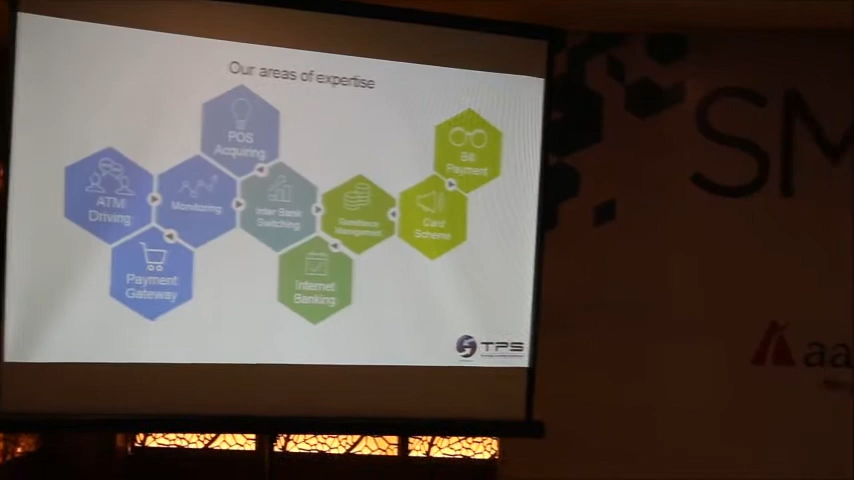 Our areas of expertise
POS
Acquiring
Bill
Payment
ATM
Driving
Monitoring
Inter Bank
Switching
Remittance
Management
Card
Scheme
Payment
Gateway
Internet
Banking
TPS
SM
aa